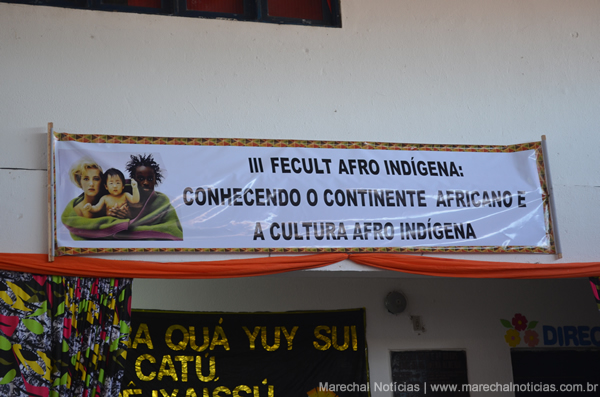 III FECULT AFRO INDÍGENA:
CONHECENDO O CONTINENTE AFRICANO E
A CULTURA AFRO INDÍGENA
QUÁ YUY SUI
CATÚ
DIREC
Marechal Notícias | www.marechalnoticias.com.br